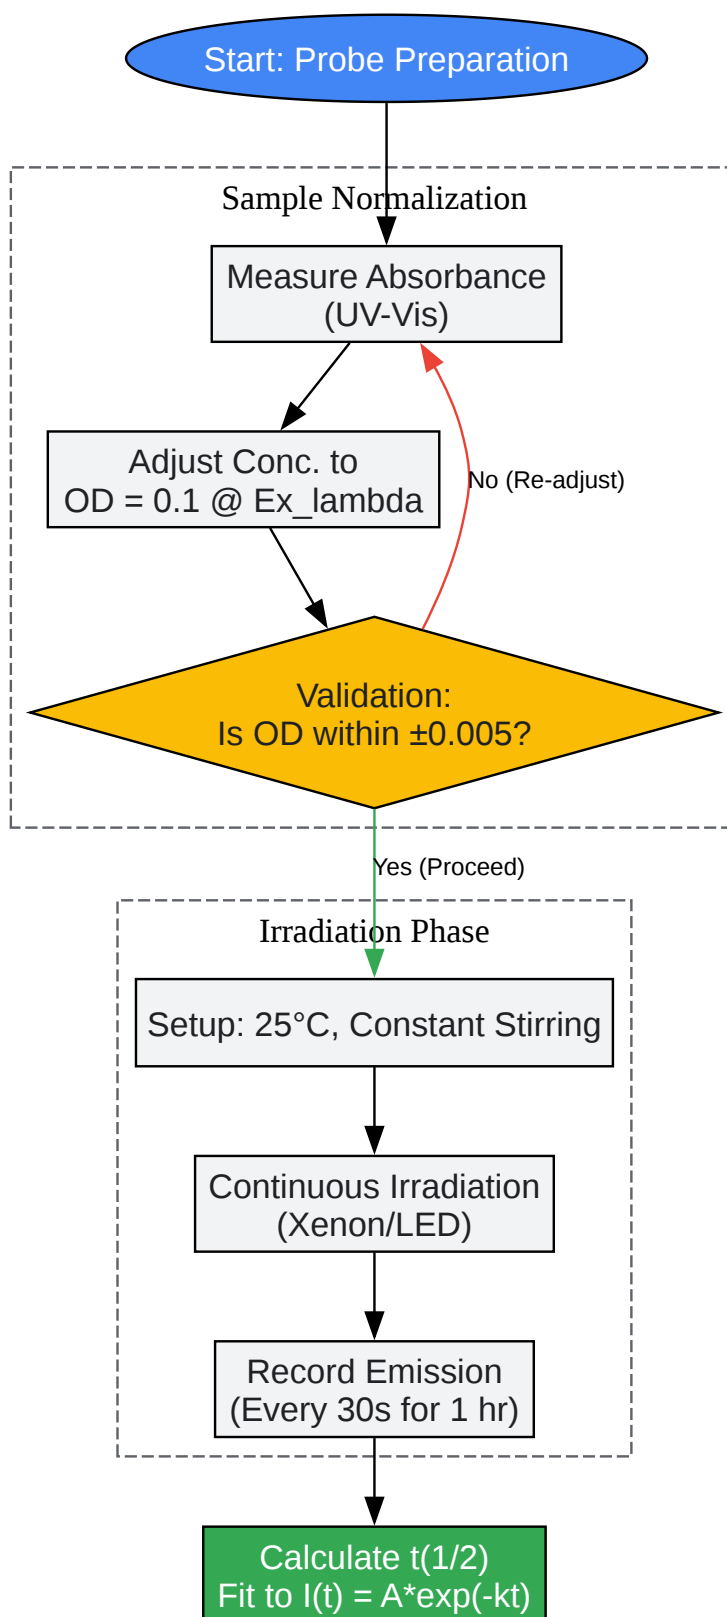 Start: Probe Preparation
Sample Normalization
Measure Absorbance
(UV-Vis)
Adjust Conc. to
OD = 0.1 @ Ex_lambda
No (Re-adjust)
Validation:
Is OD within ±0.005?
Yes (Proceed)
Irradiation Phase
Setup: 25°C, Constant Stirring
Continuous Irradiation
(Xenon/LED)
Record Emission
(Every 30s for 1 hr)
Calculate t(1/2)
Fit to I(t) = A*exp(-kt)